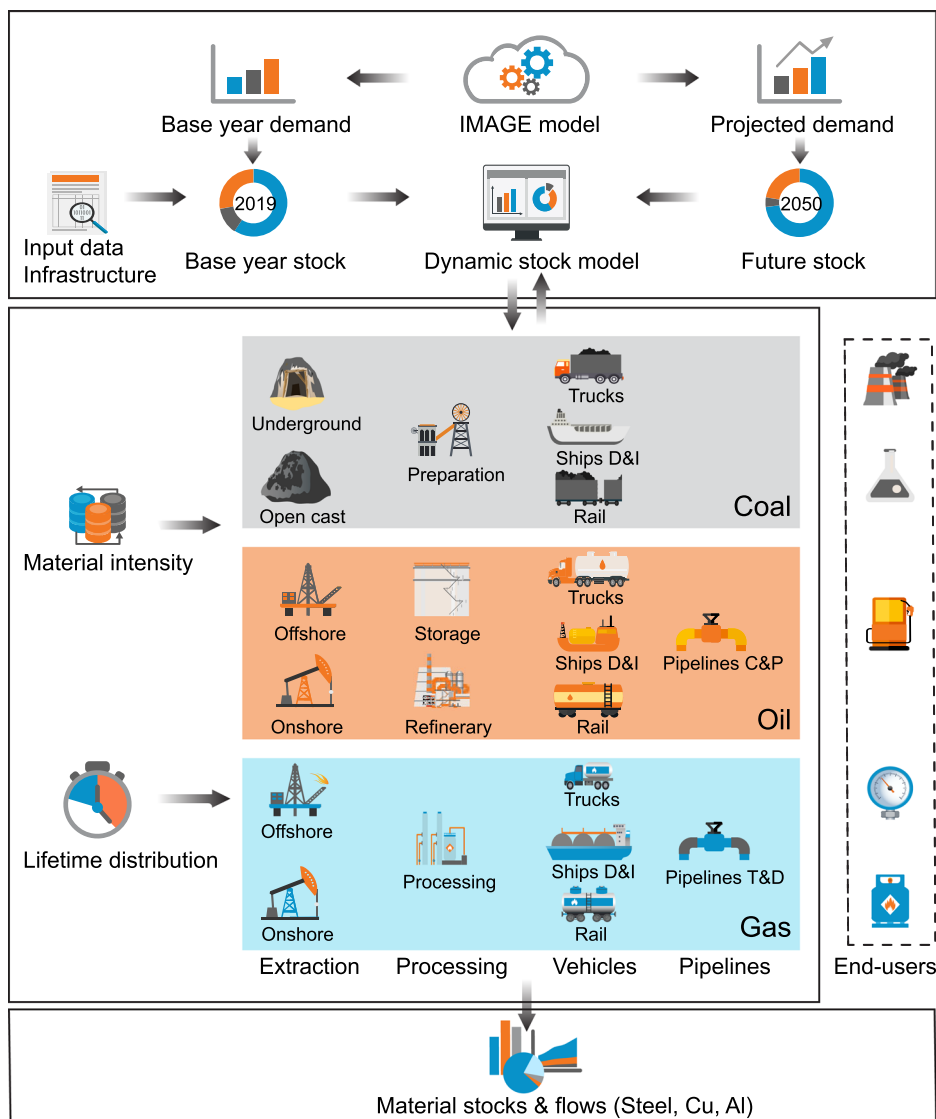 Base year demand
IMAGE model
Projected demand
2019
2050
Input data
Infrastructure
Base year stock
Dynamic stock model
Future stock
Underground
Open cast
Preparation
Trucks
Ships D&I
Rail
Coal
Material intensity
Offshore
Onshore
Storage
Refinerary
Trucks
Ships D&I
Rail
Pipelines C&P
Oil
Lifetime distribution
Offshore
Onshore
Processing
Trucks
Ships D&I
Rail
Pipelines T&D
Gas
Extraction
Processing
Vehicles
Pipelines
End-users
Material stocks & flows (Steel, Cu, Al)